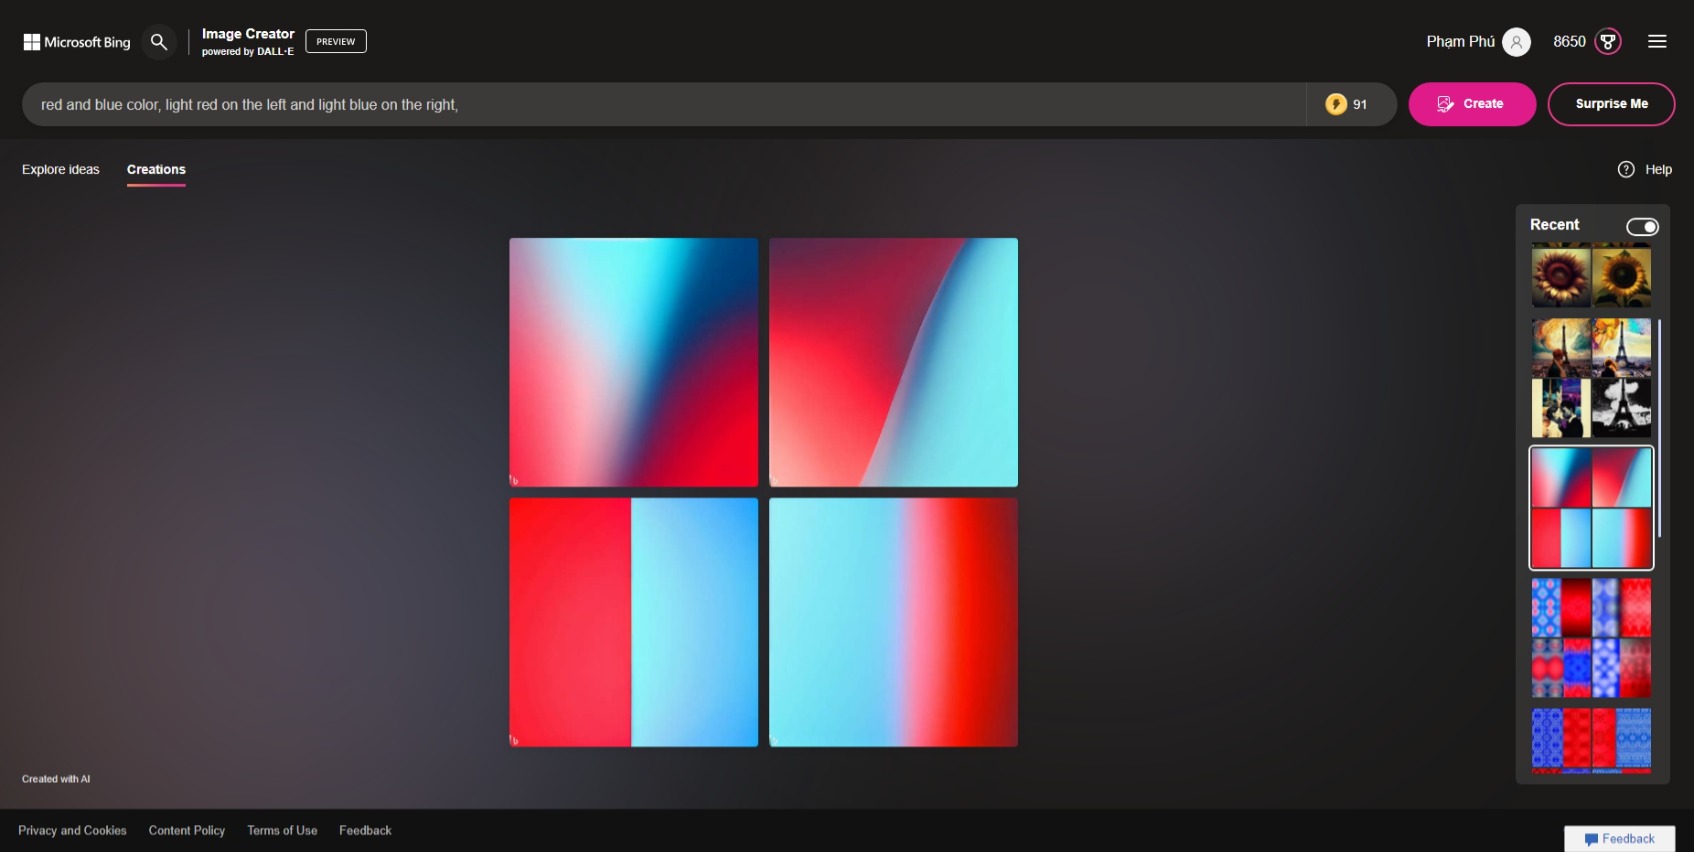 Microsoft Bing
Image Creator
powered by DALL·E
PREVIEW
Phạm Phú
8650
red and blue color, light red on the left and light blue on the right,
91
Create
Surprise Me
Explore ideas
Creations
Help
Recent
Created with AI
Privacy and Cookies
Content Policy
Terms of Use
Feedback
Feedback